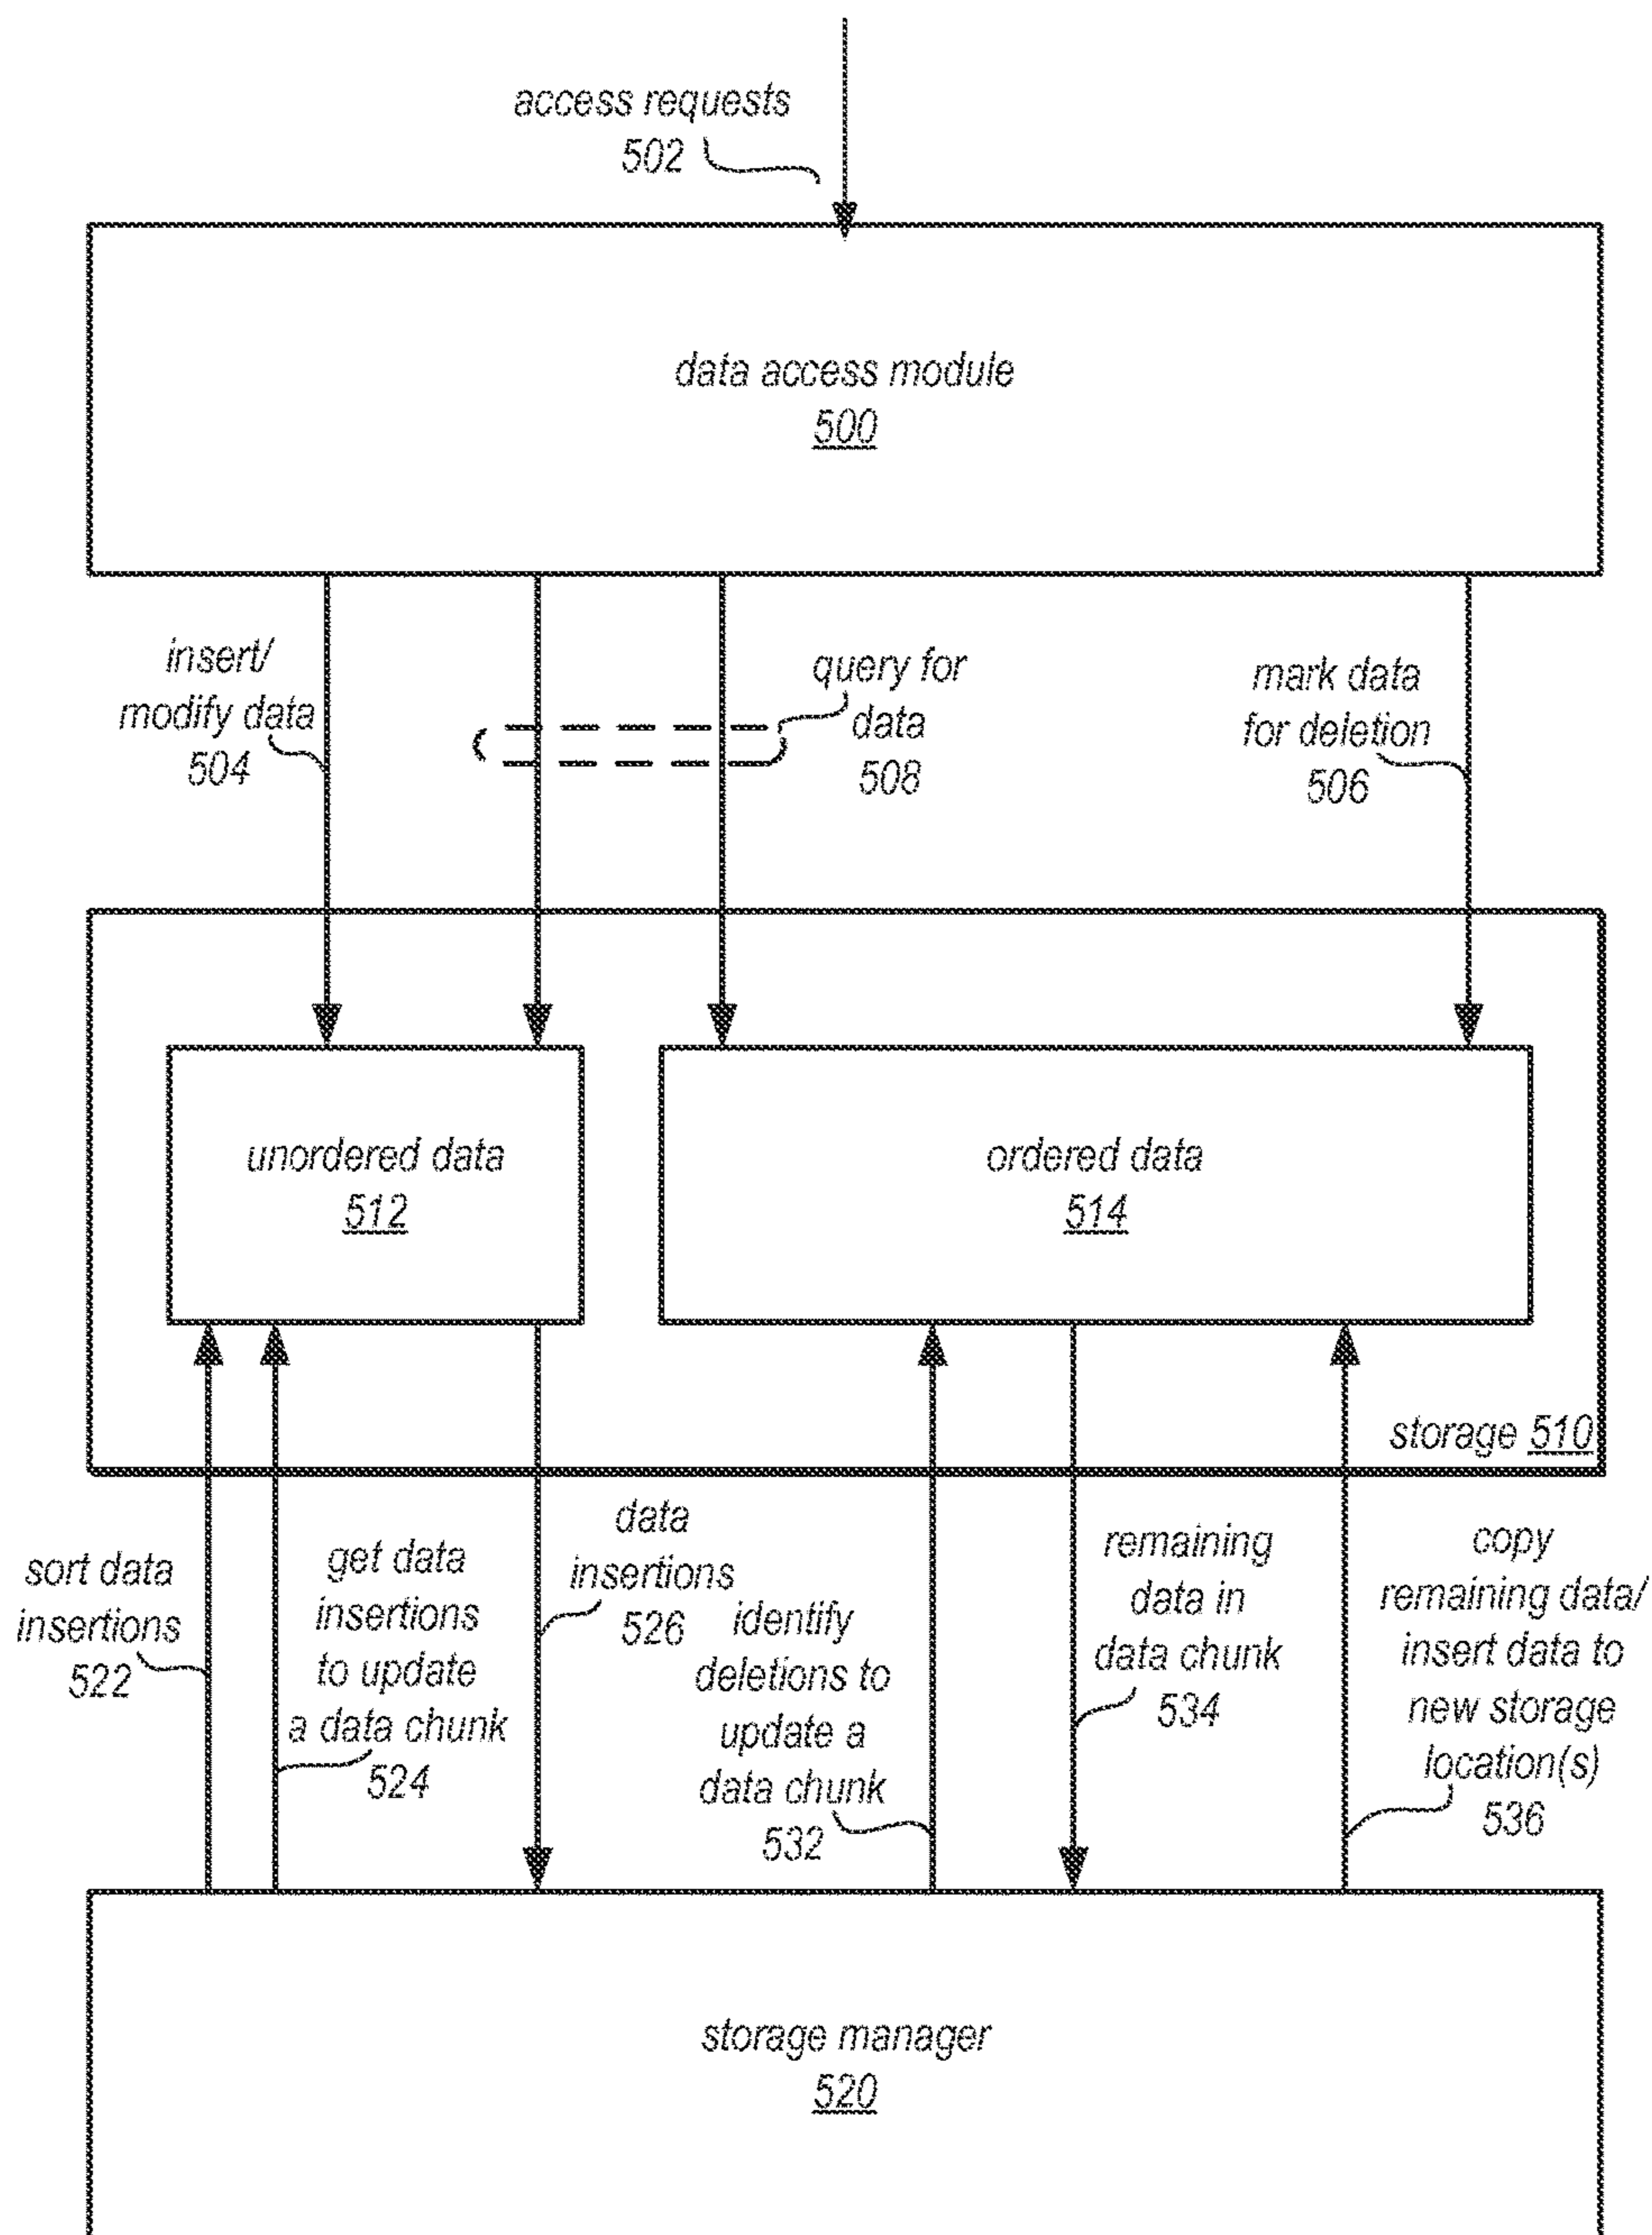 access requests
502
data access module
500
insert/
modify data
504
query for
data
508
mark data
for deletion
506
unordered data
512
ordered data
514
storage 510
sort data
insertions
522
get data
insertions
to update
a data chunk
524
data
insertions
526
identify
deletions to
update a
data chunk
532
remaining
data in
data chunk
534
copy
remaining data/
insert data to
new storage
location(s)
536
storage manager
520